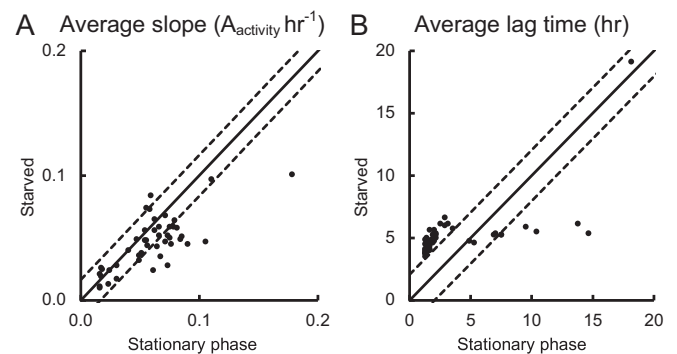 A Average slope (A_activity hr⁻¹)
0.2
0.1
0.0
Starved
0.0 0.1 0.2
Stationary phase
B Average lag time (hr)
20
15
10
5
0
Starved
0 5 10 15 20
Stationary phase